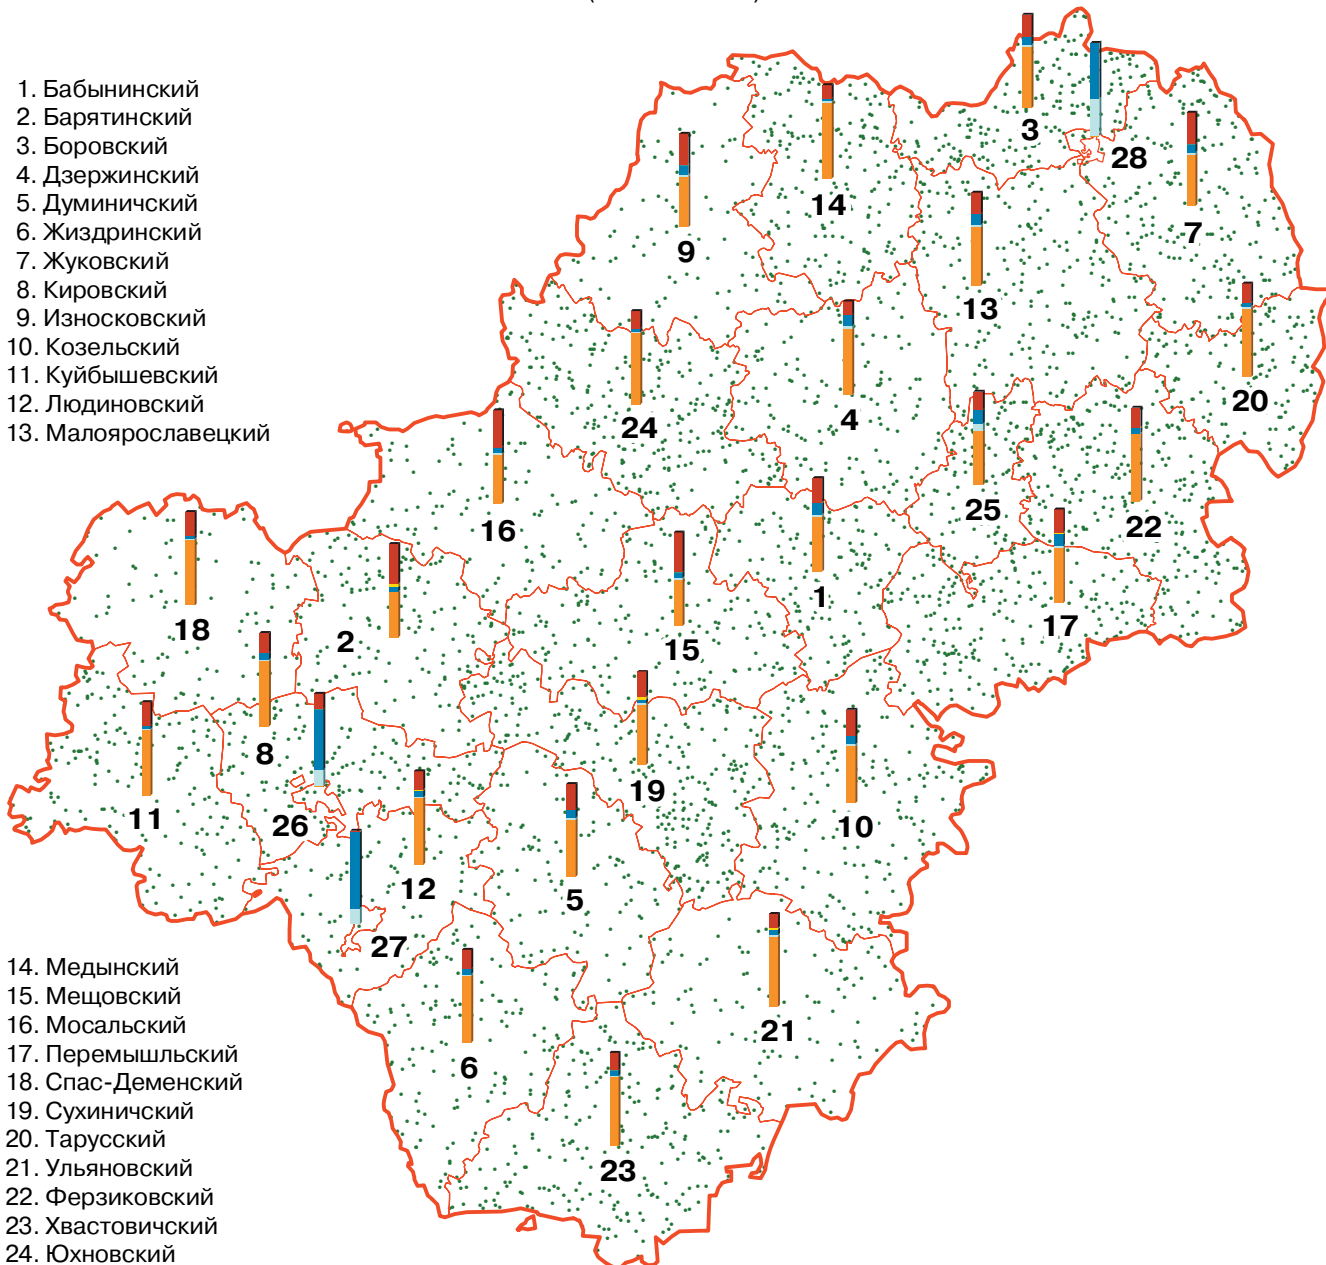 1. Бабынинский
2. Барятинский
3. Боровский
4. Дзержинский
5. Думиничский
6. Жиздринский
7. Жуковский
8. Кировский
9. Износковский
10. Козельский
11. Куйбышевский
12. Людиновский
13. Малоярославецкий
3
28
14
7
9
13
20
24
4
25
22
16
1
17
18
2
15
8
19
11
26
10
12
5
27
21
6
23
14. Медынский
15. Мещовский
16. Мосальский
17. Перемышльский
18. Спас-Деменский
19. Сухиничский
20. Тарусский
21. Ульяновский
22. Ферзиковский
23. Хвастовичский
24. Юхновский